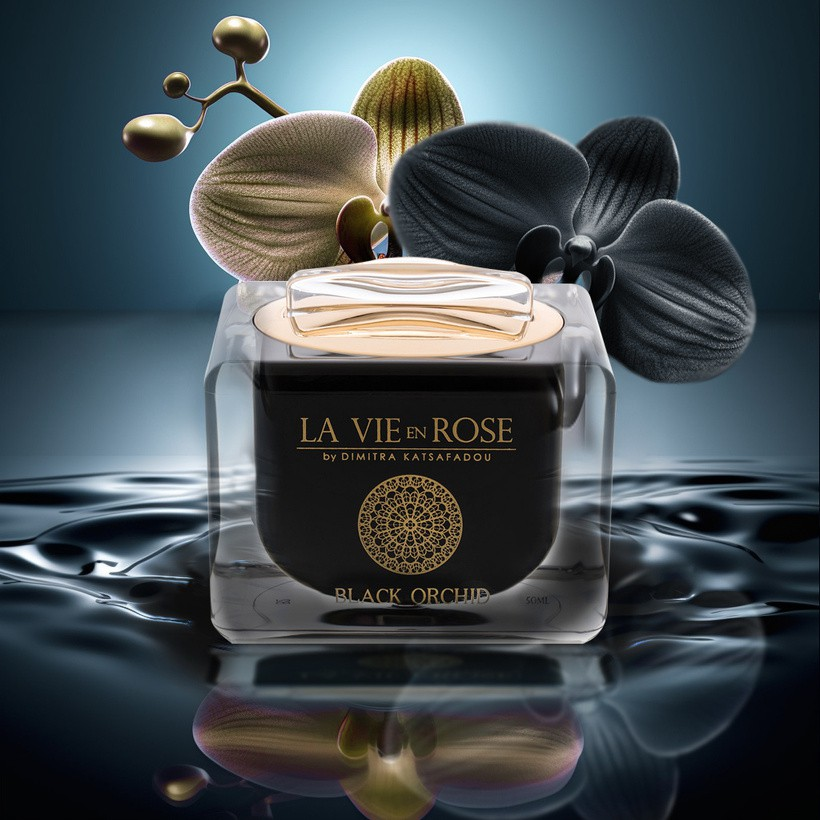 LA VIE EN ROSE
by DIMITRA KATSAFADOU
BLACK ORCHID
50ML